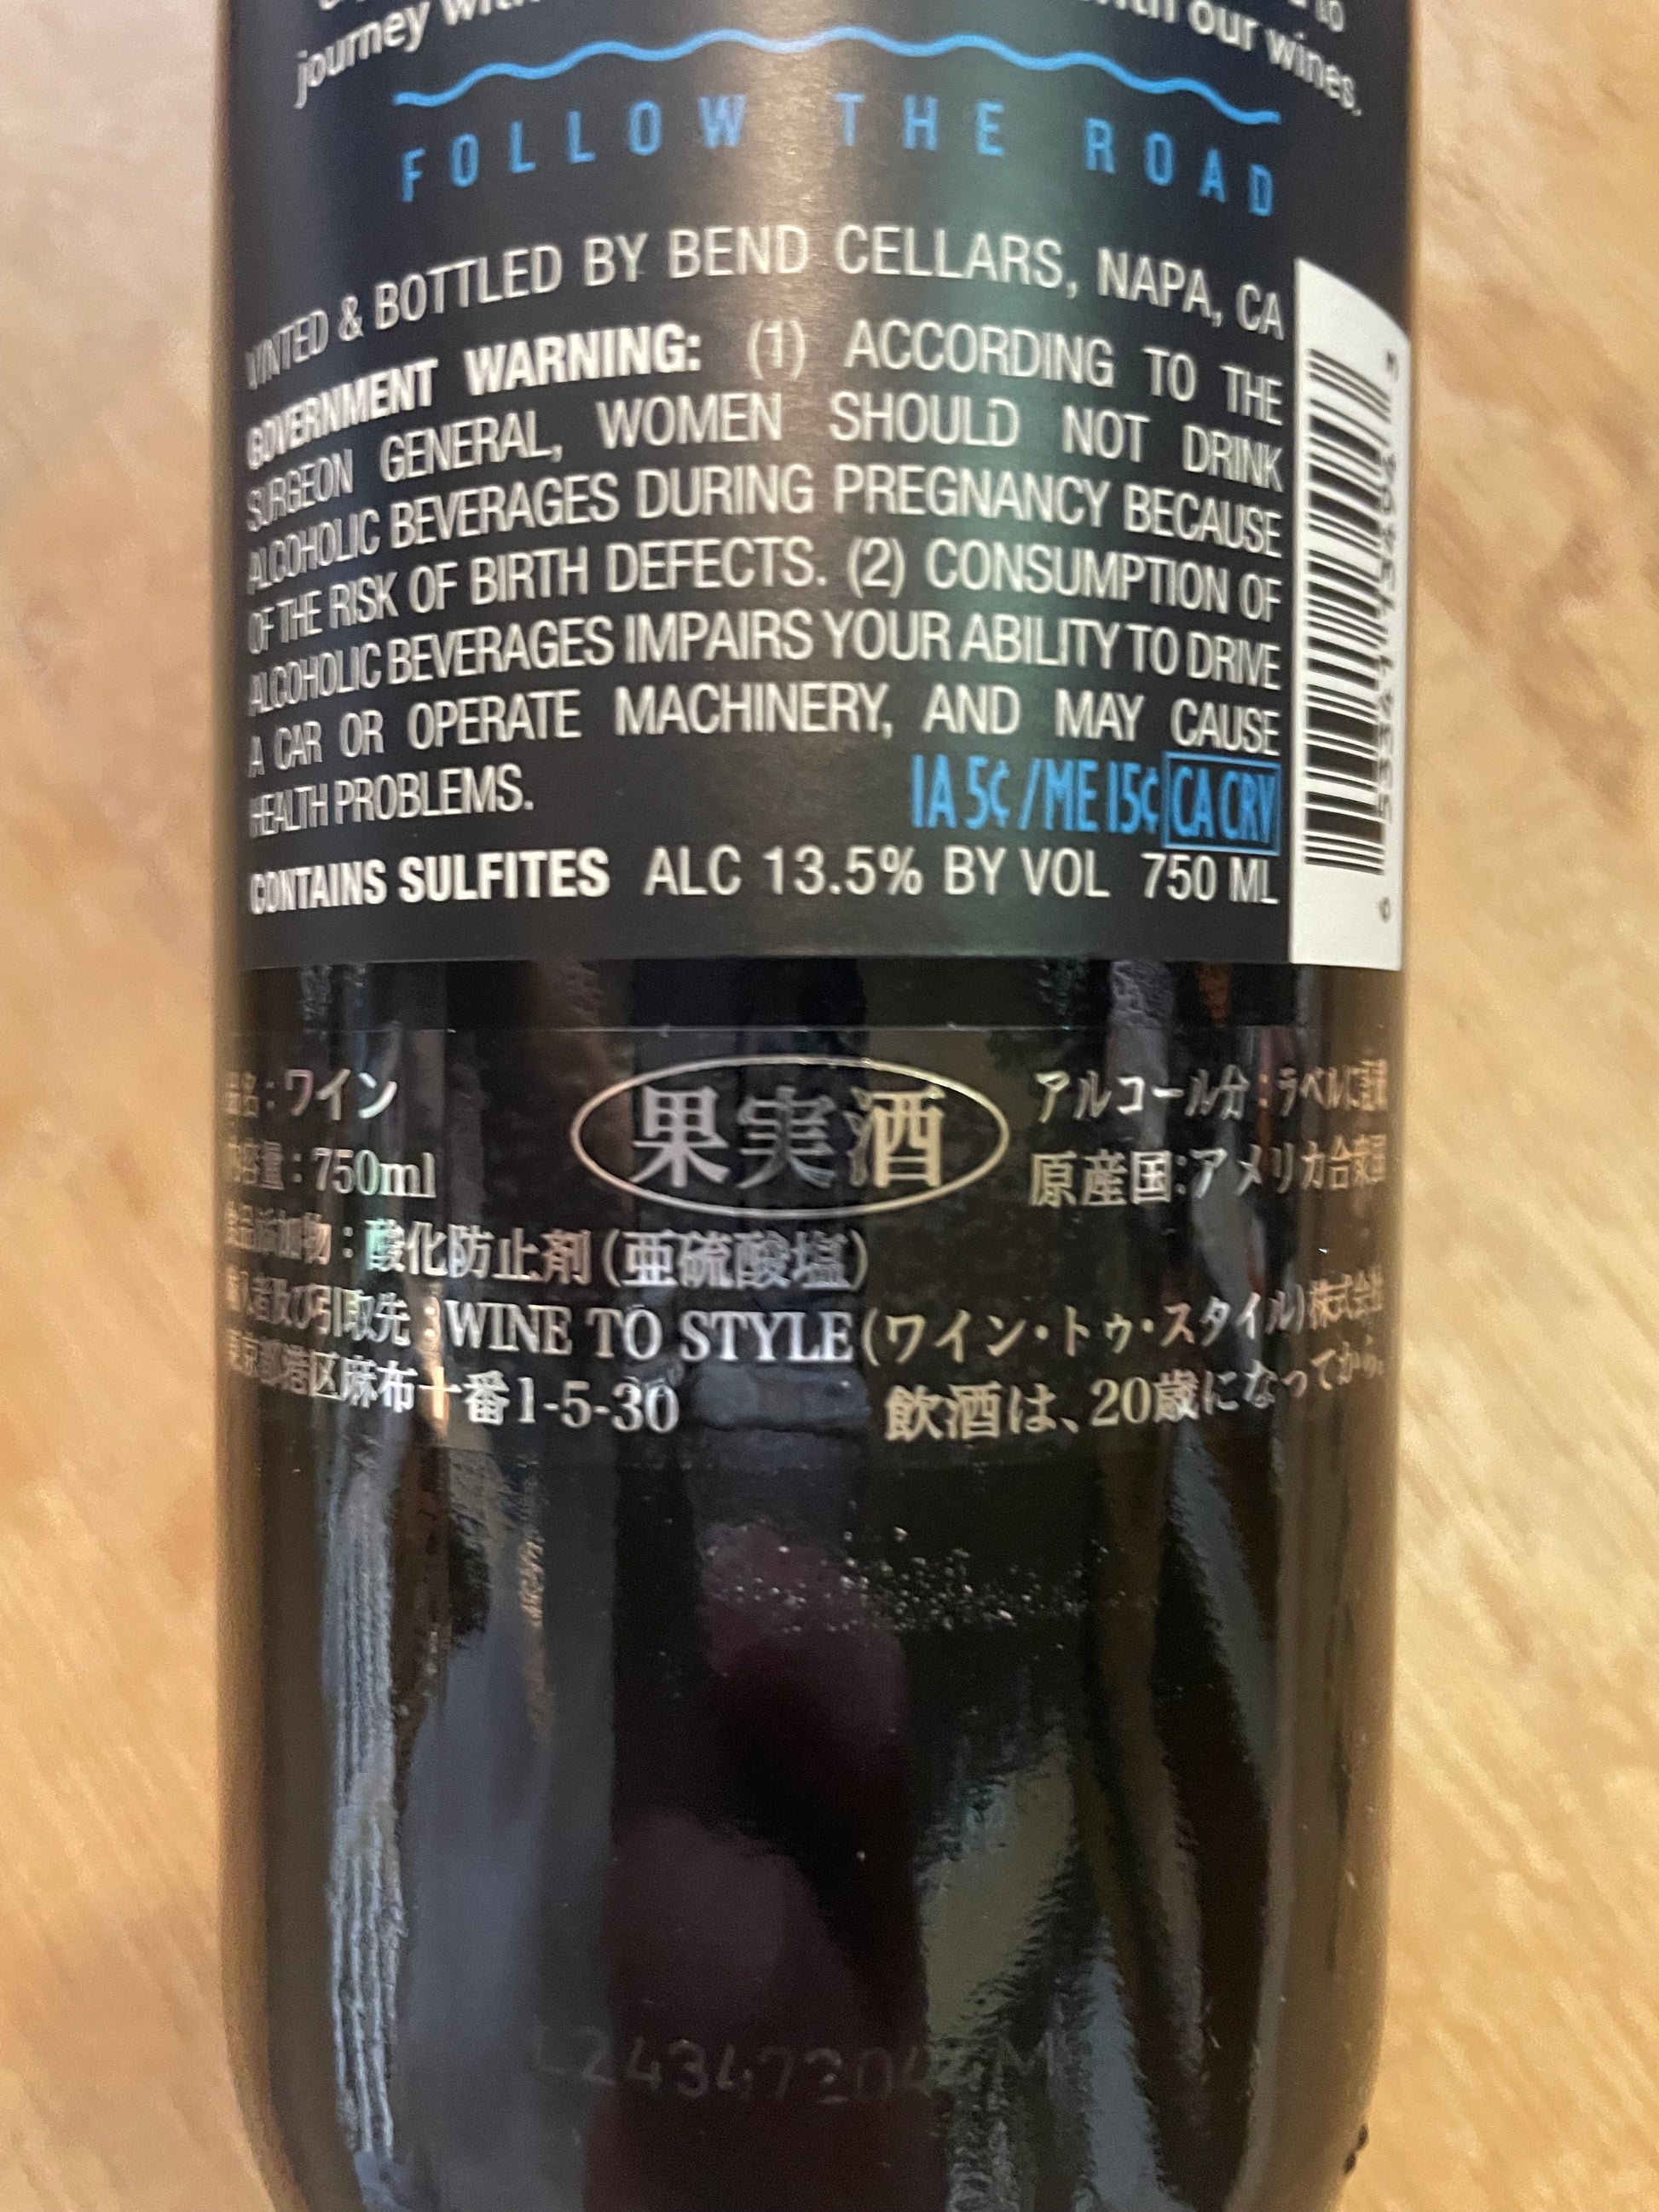 journey with our wines.
FOLLOW THE ROAD
VINTED & BOTTLED BY BEND CELLARS, NAPA, CA
GOVERNMENT WARNING: (1) ACCORDING TO THE
SURGEON GENERAL, WOMEN SHOULD NOT DRINK
ALCOHOLIC BEVERAGES DURING PREGNANCY BECAUSE
OF THE RISK OF BIRTH DEFECTS. (2) CONSUMPTION OF
ALCOHOLIC BEVERAGES IMPAIRS YOUR ABILITY TO DRIVE
A CAR OR OPERATE MACHINERY, AND MAY CAUSE
HEALTH PROBLEMS.
IA 5¢/ME 15¢ CA CRV
CONTAINS SULFITES ALC 13.5% BY VOL 750 ML
品名:ワイン
果実酒
アルコール分:ラベルに記載
内容量:750ml
原産国:アメリカ合衆国
食品添加物:酸化防止剤(亜硫酸塩)
輸入者及び引取先:WINE TO STYLE(ワイン・トゥ・スタイル)株式会社
東京都港区麻布十番1-5-30
飲酒は、20歳になってから。